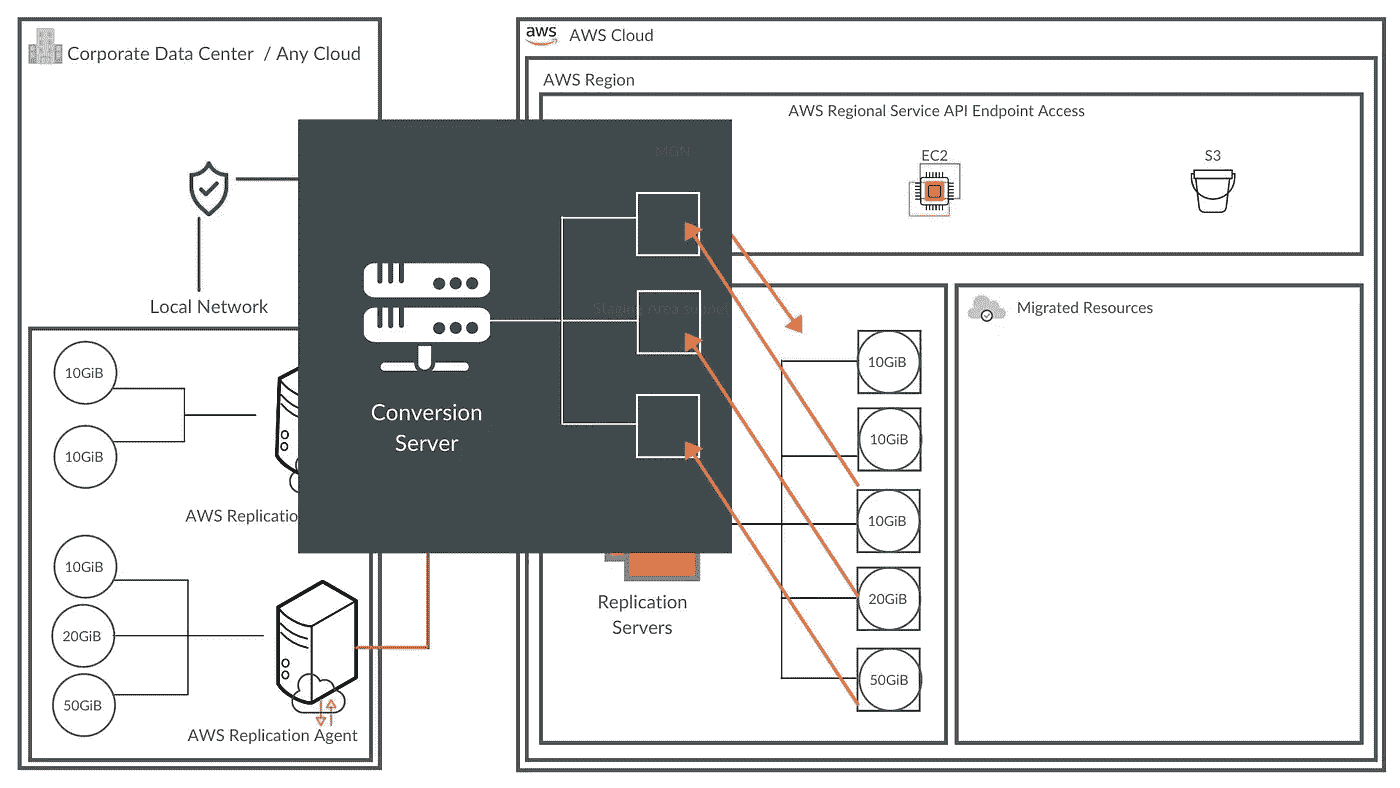 Corporate Data Center / Any Cloud
aws
AWS Cloud
AWS Region
AWS Regional Service API Endpoint Access
MGN
EC2
S3
Local Network
Staging Area subnet
Migrated Resources
Conversion
Server
10GiB
10GiB
AWS Replicatio
10GiB
20GiB
50GiB
AWS Replication Agent
Replication
Servers
10GiB
10GiB
10GiB
20GiB
50GiB